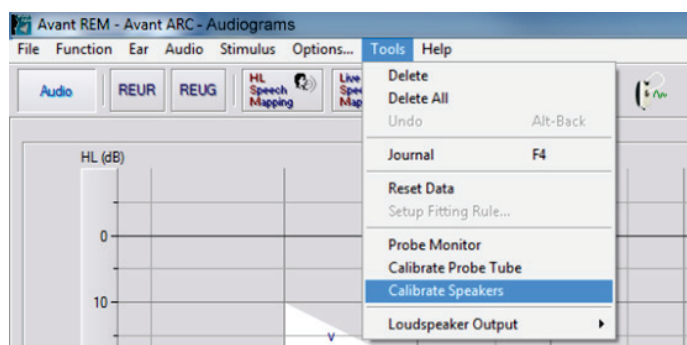 Avant REM - Avant ARC - Audiograms
File Function Ear Audio Stimulus Options... Tools Help
Audio REUR REUG HL Speech Mapping Live
Delete
Delete All
Undo Alt-Back
Journal F4
Reset Data
Setup Fitting Rule...
Probe Monitor
Calibrate Probe Tube
Calibrate Speakers
Loudspeaker Output
HL (dB)
0
10
V